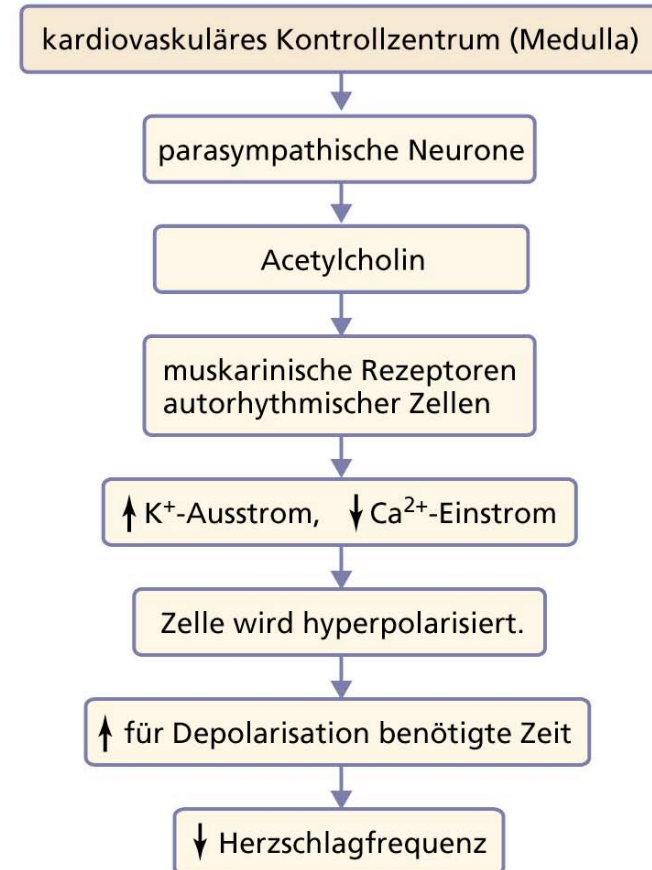 kardiovaskuläres Kontrollzentrum (Medulla)
parasympathische Neurone
Acetylcholin
muskarinische Rezeptoren
autorhythmischer Zellen
↑ K⁺-Ausstrom, ↓ Ca²⁺-Einstrom
Zelle wird hyperpolarisiert.
↑ für Depolarisation benötigte Zeit
↓ Herzschlagfrequenz